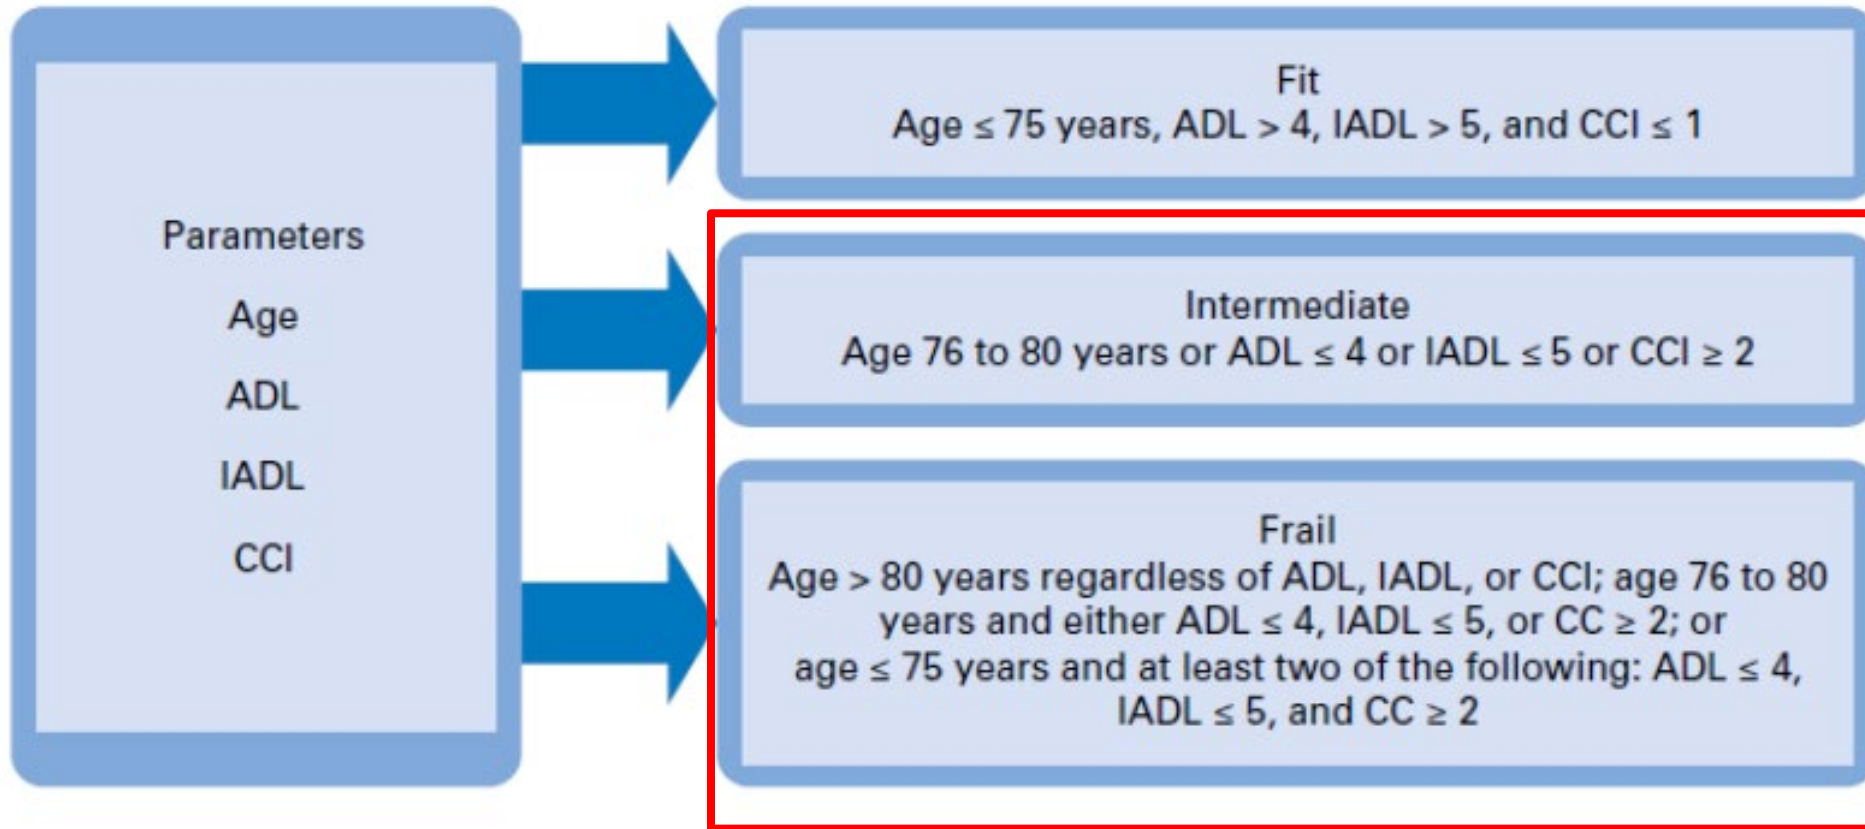 Parameters
Age
ADL
IADL
CCI
Fit
Age ≤ 75 years, ADL > 4, IADL > 5, and CCI ≤ 1
Intermediate
Age 76 to 80 years or ADL ≤ 4 or IADL ≤ 5 or CCI ≥ 2
Frail
Age > 80 years regardless of ADL, IADL, or CCI; age 76 to 80
years and either ADL ≤ 4, IADL ≤ 5, or CC ≥ 2; or
age ≤ 75 years and at least two of the following: ADL ≤ 4,
IADL ≤ 5, and CC ≥ 2